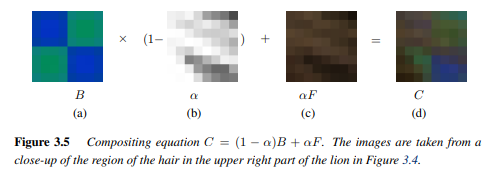 × (1− ) + =
B α αF C
(a) (b) (c) (d)
Figure 3.5 Compositing equation C = (1 − α)B + αF. The images are taken from a
close-up of the region of the hair in the upper right part of the lion in Figure 3.4.